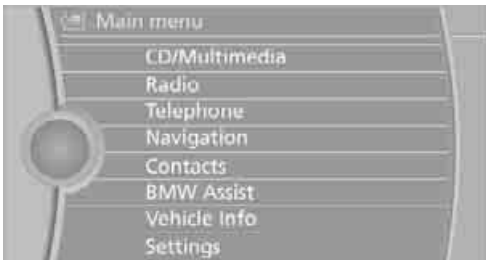 Main menu
CD/Multimedia
Radio
Telephone
Navigation
Contacts
BMW Assist
Vehicle Info
Settings